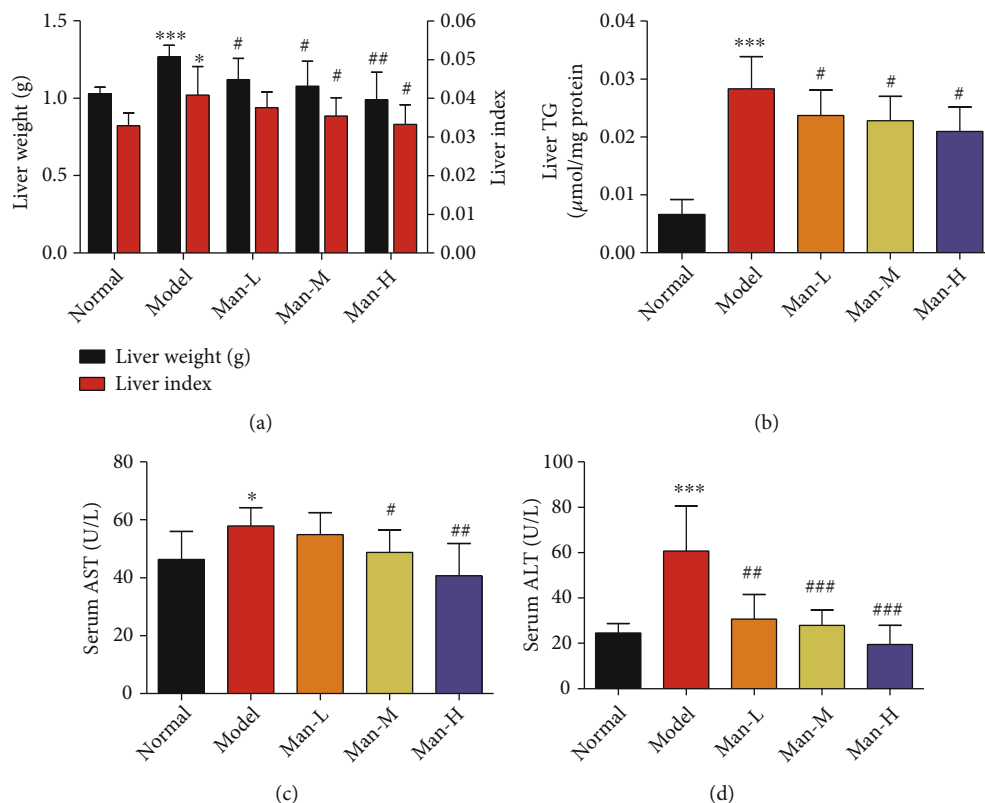 Liver weight (g)
1.5
1.0
0.5
0.0
***
*
#
#
#
##
#
0.06
0.05
0.04
0.03
0.02
0.01
0.00
Liver index
Normal
Model
Man-L
Man-M
Man-H
Liver weight (g)
Liver index
(a)
Liver TG
(μmol/mg protein)
0.04
0.03
0.02
0.01
0.00
***
#
#
#
Normal
Model
Man-L
Man-M
Man-H
(b)
Serum AST (U/L)
80
60
40
20
0
*
#
##
Normal
Model
Man-L
Man-M
Man-H
(c)
Serum ALT (U/L)
100
80
60
40
20
0
***
##
###
###
Normal
Model
Man-L
Man-M
Man-H
(d)